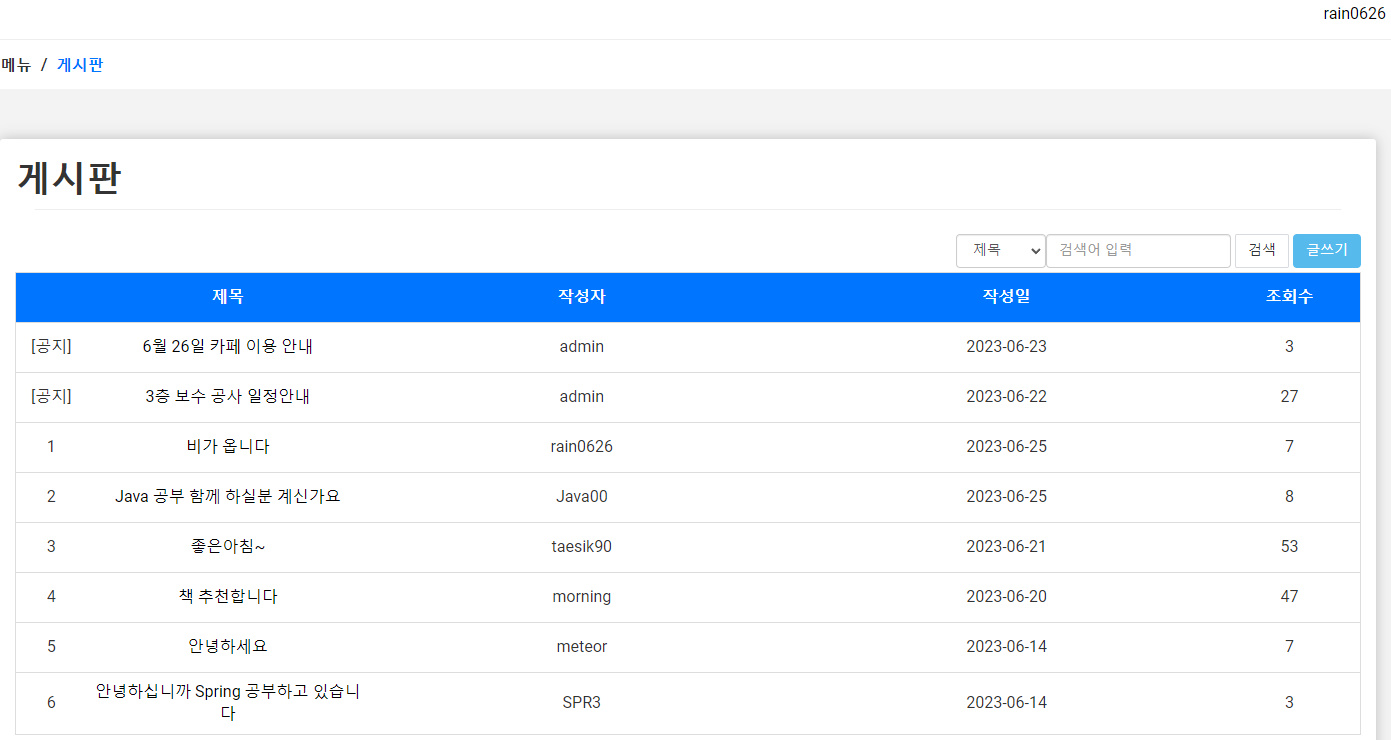 rain0626
메뉴 / 게시판
게시판
제목 검색어 입력 검색 글쓰기
제목 작성자 작성일 조회수
[공지] 6월 26일 카페 이용 안내 admin 2023-06-23 3
[공지] 3층 보수 공사 일정안내 admin 2023-06-22 27
1 비가 옵니다 rain0626 2023-06-25 7
2 Java 공부 함께 하실분 계신가요 Java00 2023-06-25 8
3 좋은아침~ taesik90 2023-06-21 53
4 책 추천합니다 morning 2023-06-20 47
5 안녕하세요 meteor 2023-06-14 7
6 안녕하십니까 Spring 공부하고 있습니 SPR3 2023-06-14 3
다